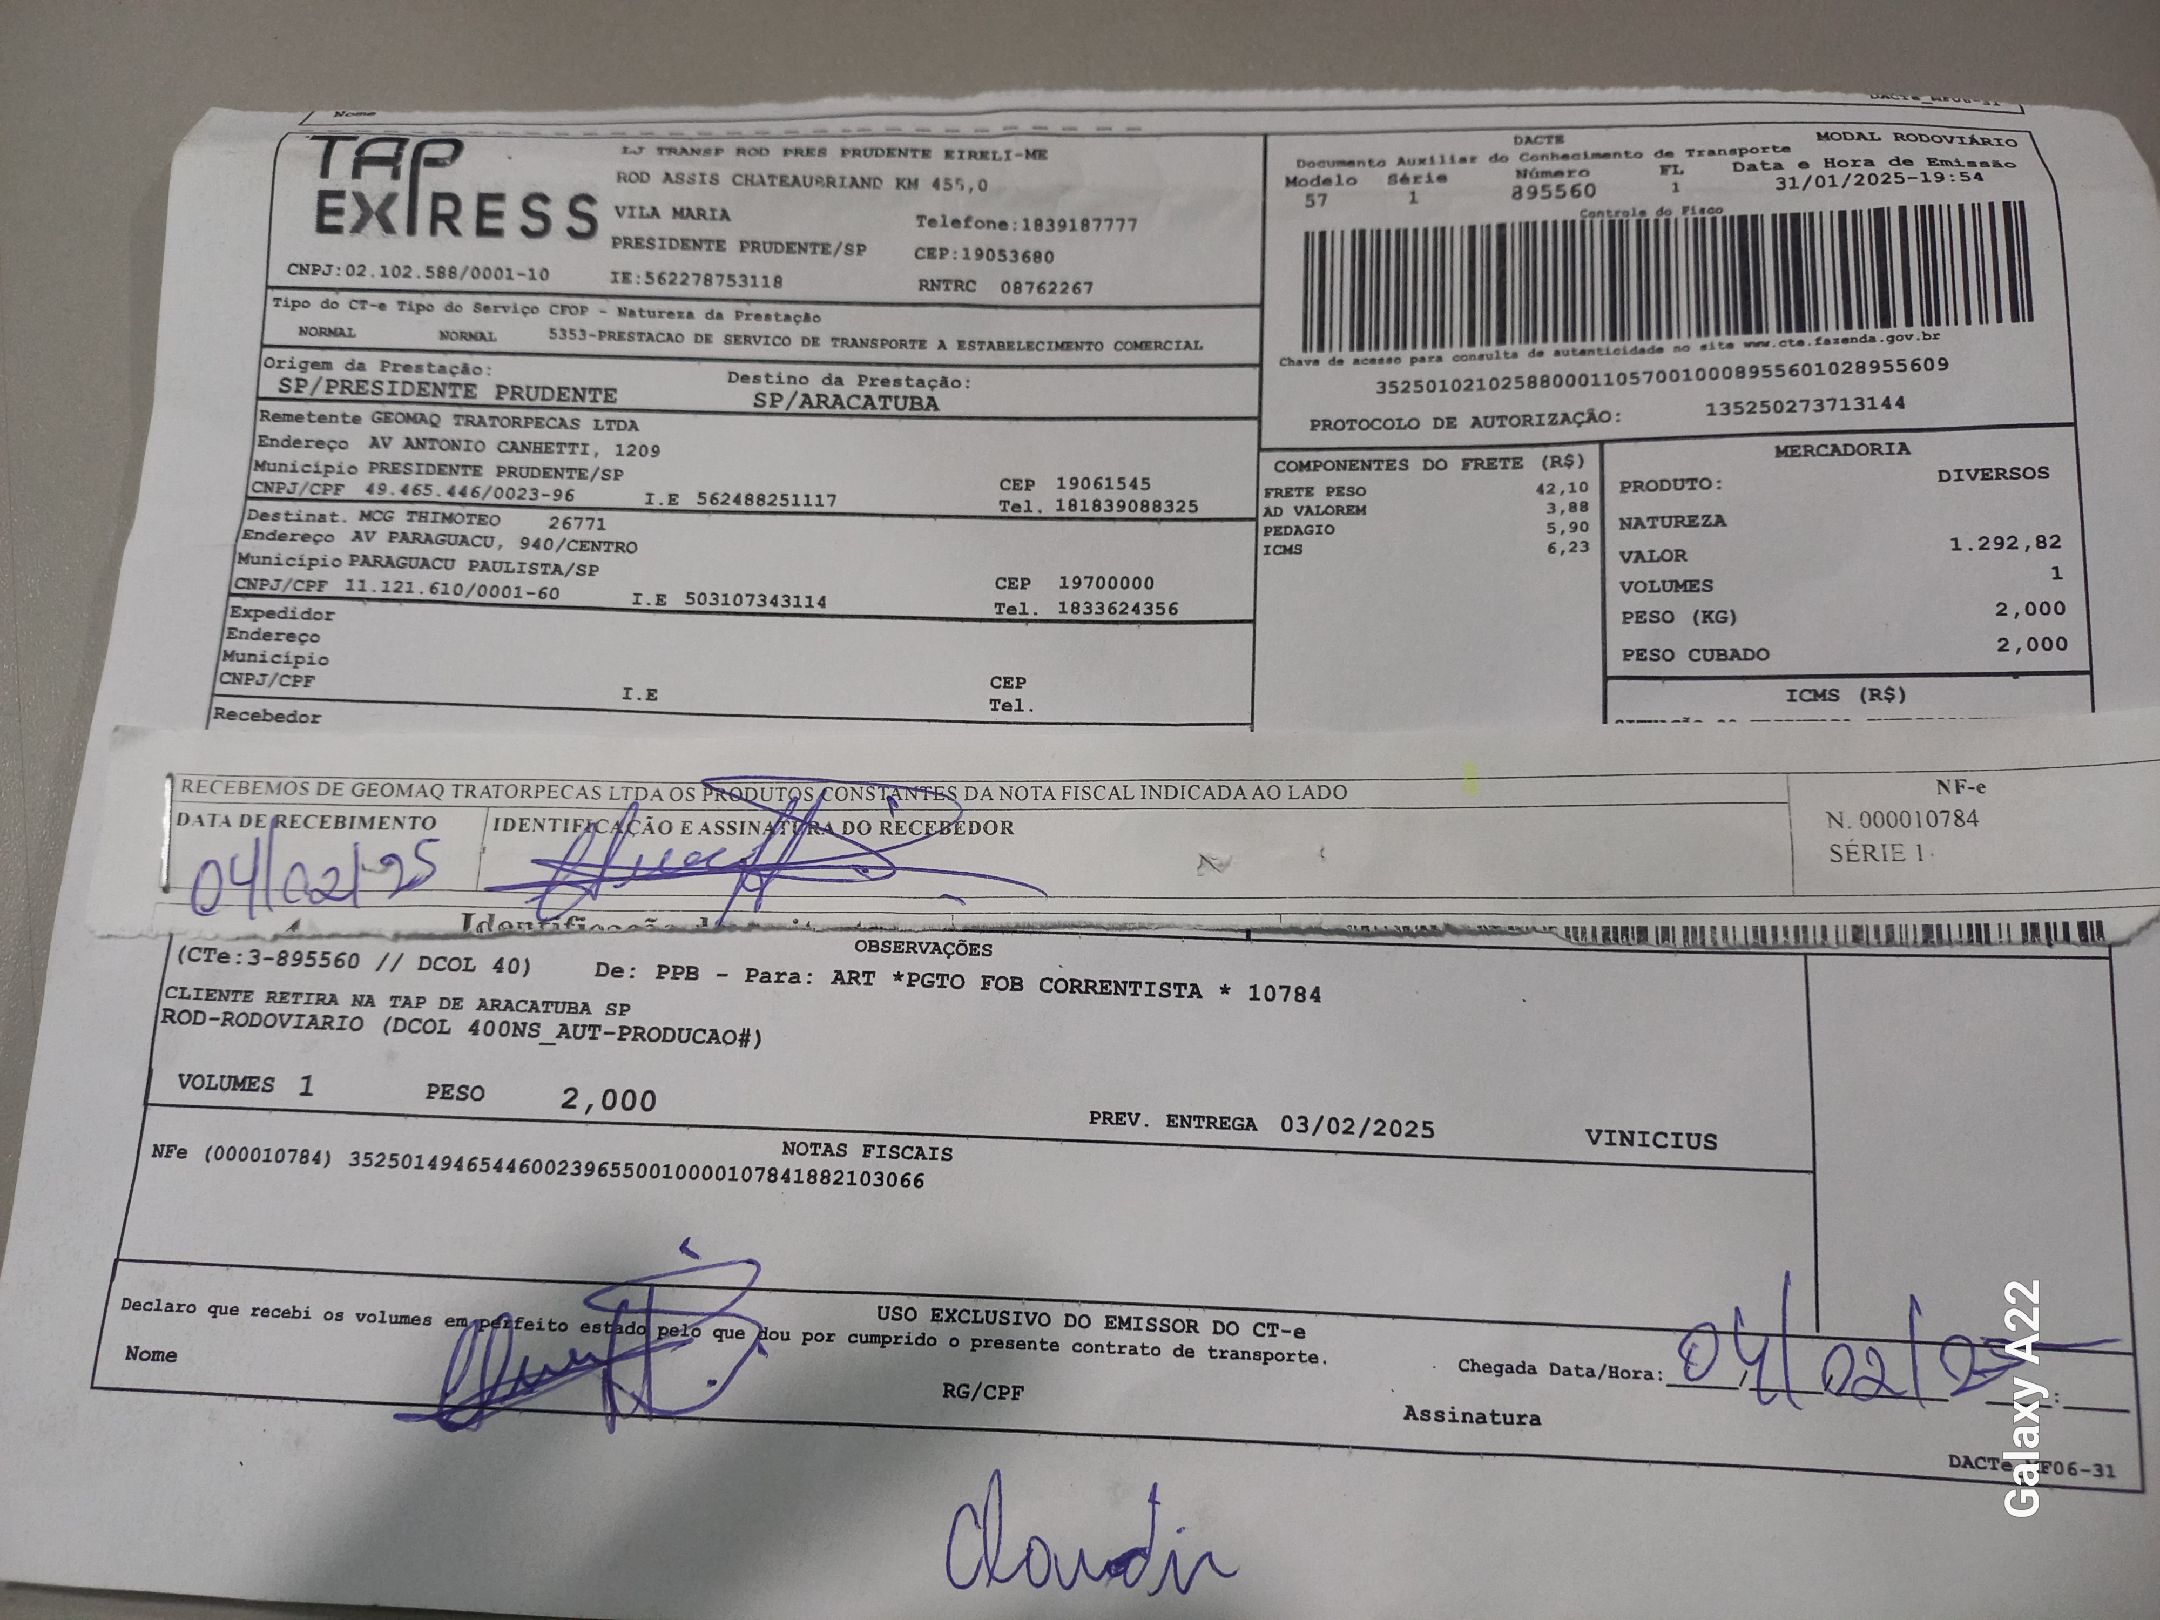 Nome
DACTe_MF06-31
TAP EXPRESS
LJ TRANSP ROD PRES PRUDENTE EIRELI-ME
ROD ASSIS CHATEAUBRIAND KM 455,0
VILA MARIA
Telefone:1839187777
PRESIDENTE PRUDENTE/SP
CEP:19053680
CNPJ:02.102.588/0001-10
IE:562278753118
RNTRC 08762267
DACTE
MODAL RODOVIÁRIO
Documento Auxiliar do Conhecimento de Transporte
Modelo Série Número FL Data e Hora de Emissão
57 1 895560 1 31/01/2025-19:54
Controle do Fisco
Chave de acesso para consulta de autenticidade no site www.cte.fazenda.gov.br
35250102102588000110570010008955601028955609
PROTOCOLO DE AUTORIZAÇÃO: 135250273713144
Tipo do CT-e Tipo do Serviço CFOP - Natureza da Prestação
NORMAL NORMAL 5353-PRESTACAO DE SERVICO DE TRANSPORTE A ESTABELECIMENTO COMERCIAL
Origem da Prestação: Destino da Prestação:
SP/PRESIDENTE PRUDENTE SP/ARACATUBA
Remetente GEOMAQ TRATORPECAS LTDA
Endereço AV ANTONIO CANHETTI, 1209
Município PRESIDENTE PRUDENTE/SP CEP 19061545
CNPJ/CPF 49.465.446/0023-96 I.E 562488251117 Tel. 181839088325
Destinat. MCG THIMOTEO 26771
Endereço AV PARAGUACU, 940/CENTRO
Município PARAGUACU PAULISTA/SP CEP 19700000
CNPJ/CPF 11.121.610/0001-60 I.E 503107343114 Tel. 1833624356
Expedidor
Endereço
Município CEP
CNPJ/CPF I.E Tel.
Recebedor
COMPONENTES DO FRETE (R$)
FRETE PESO 42,10
AD VALOREM 3,88
PEDAGIO 5,90
ICMS 6,23
MERCADORIA
PRODUTO: DIVERSOS
NATUREZA
VALOR 1.292,82
VOLUMES 1
PESO (KG) 2,000
PESO CUBADO 2,000
ICMS (R$)
RECEBEMOS DE GEOMAQ TRATORPECAS LTDA OS PRODUTOS CONSTANTES DA NOTA FISCAL INDICADA AO LADO
NF-e
DATA DE RECEBIMENTO IDENTIFICAÇÃO E ASSINATURA DO RECEBEDOR
N. 000010784
SÉRIE 1
04/02/25
OBSERVAÇÕES
(CTe:3-895560 // DCOL 40) De: PPB - Para: ART *PGTO FOB CORRENTISTA * 10784
CLIENTE RETIRA NA TAP DE ARACATUBA SP
ROD-RODOVIARIO (DCOL 400NS_AUT-PRODUCAO#)
VOLUMES 1 PESO 2,000
PREV. ENTREGA 03/02/2025 VINICIUS
NOTAS FISCAIS
NFe (000010784) 35250149465446002396550010000107841882103066
USO EXCLUSIVO DO EMISSOR DO CT-e
Declaro que recebi os volumes em perfeito estado pelo que dou por cumprido o presente contrato de transporte.
Nome RG/CPF Assinatura
Chegada Data/Hora: 04/02/25
Galaxy A22
Claudir